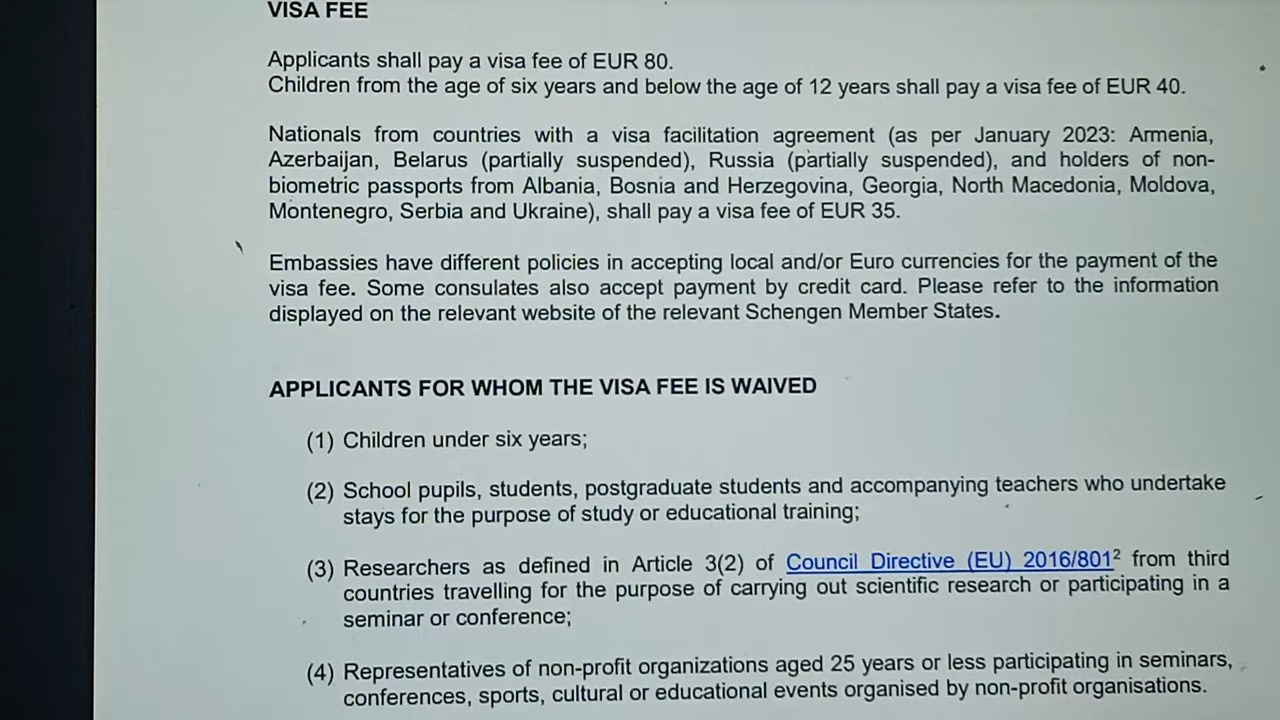 VISA FEE
Applicants shall pay a visa fee of EUR 80.
Children from the age of six years and below the age of 12 years shall pay a visa fee of EUR 40.
Nationals from countries with a visa facilitation agreement (as per January 2023: Armenia,
Azerbaijan, Belarus (partially suspended), Russia (partially suspended), and holders of non-
biometric passports from Albania, Bosnia and Herzegovina, Georgia, North Macedonia, Moldova,
Montenegro, Serbia and Ukraine), shall pay a visa fee of EUR 35.
Embassies have different policies in accepting local and/or Euro currencies for the payment of the
visa fee. Some consulates also accept payment by credit card. Please refer to the information
displayed on the relevant website of the relevant Schengen Member States.
APPLICANTS FOR WHOM THE VISA FEE IS WAIVED
(1) Children under six years;
(2) School pupils, students, postgraduate students and accompanying teachers who undertake
stays for the purpose of study or educational training;
(3) Researchers as defined in Article 3(2) of Council Directive (EU) 2016/801² from third
countries travelling for the purpose of carrying out scientific research or participating in a
seminar or conference;
(4) Representatives of non-profit organizations aged 25 years or less participating in seminars,
conferences, sports, cultural or educational events organised by non-profit organisations.